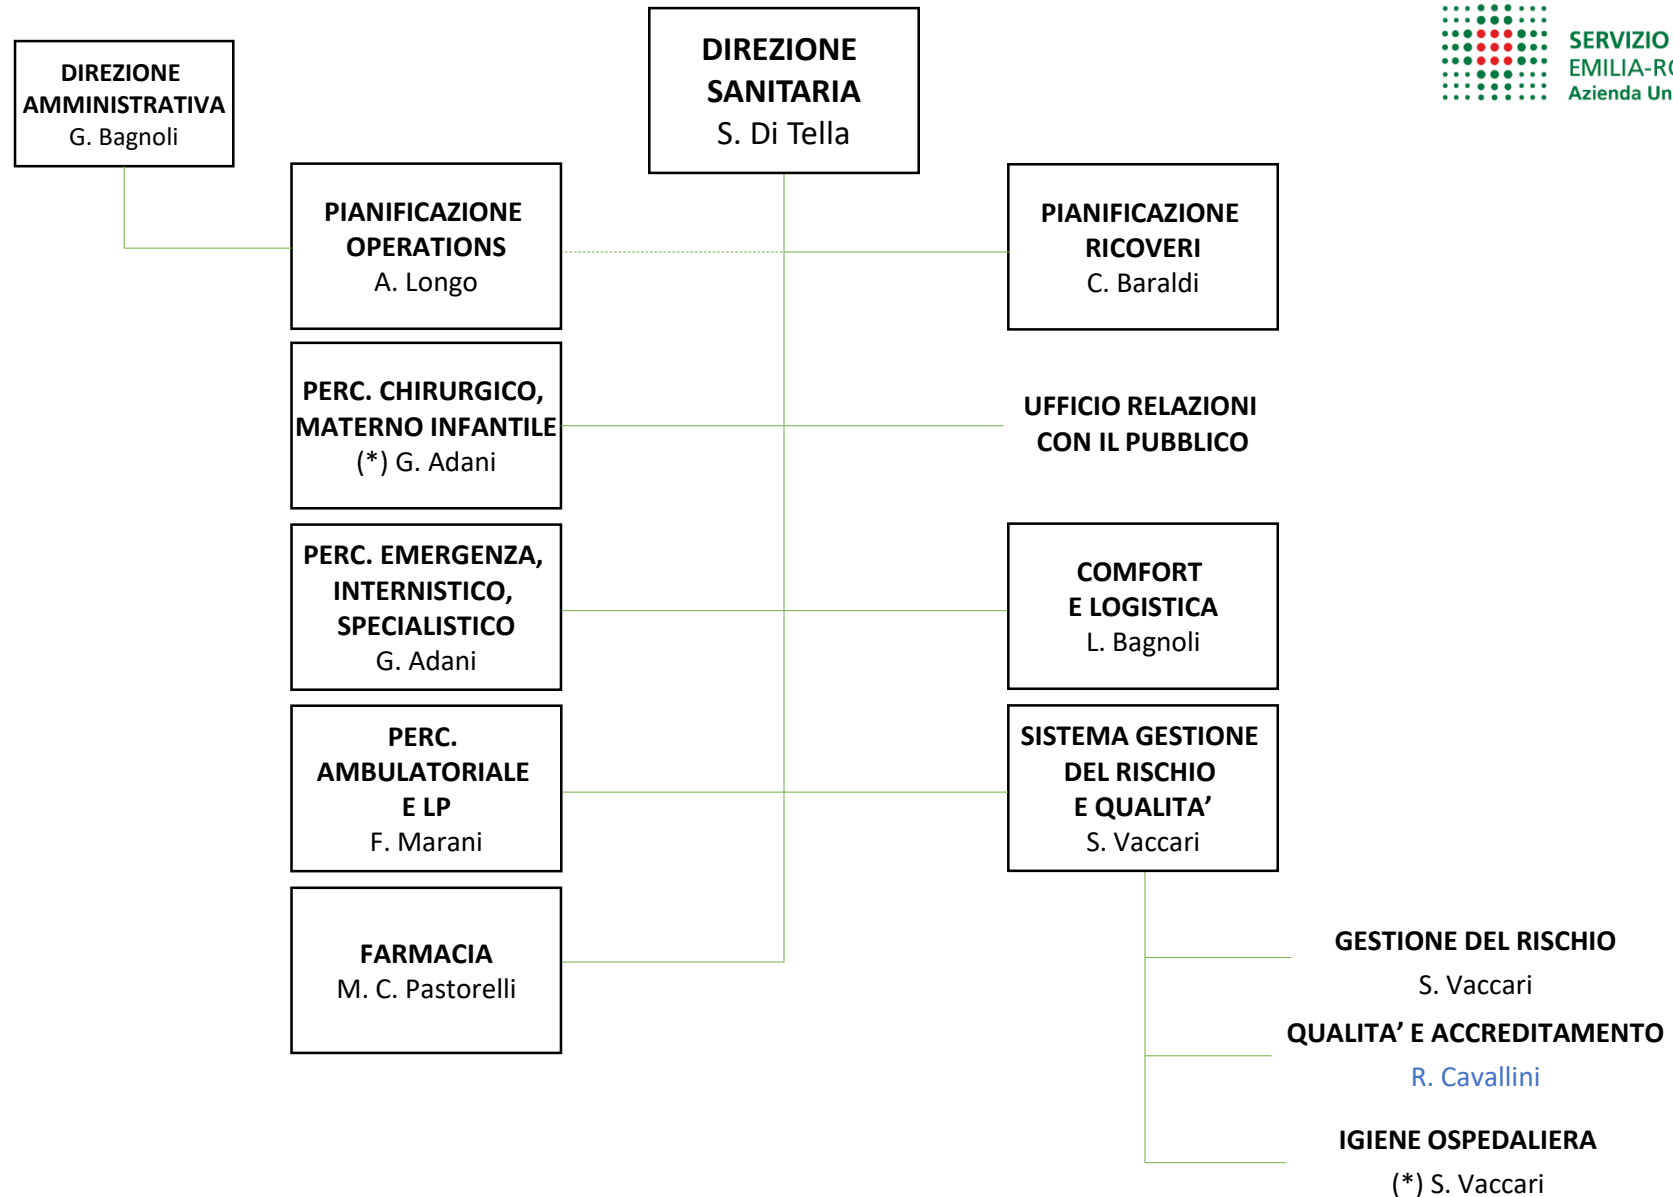 DIREZIONE
AMMINISTRATIVA
G. Bagnoli
DIREZIONE
SANITARIA
S. Di Tella
SERVIZIO
EMILIA-RO
Azienda Un
PIANIFICAZIONE
OPERATIONS
A. Longo
PIANIFICAZIONE
RICOVERI
C. Baraldi
PERC. CHIRURGICO,
MATERNO INFANTILE
(*) G. Adani
UFFICIO RELAZIONI
CON IL PUBBLICO
PERC. EMERGENZA,
INTERNISTICO,
SPECIALISTICO
G. Adani
COMFORT
E LOGISTICA
L. Bagnoli
PERC.
AMBULATORIALE
E LP
F. Marani
SISTEMA GESTIONE
DEL RISCHIO
E QUALITA’
S. Vaccari
FARMACIA
M. C. Pastorelli
GESTIONE DEL RISCHIO
S. Vaccari
QUALITA’ E ACCREDITAMENTO
R. Cavallini
IGIENE OSPEDALIERA
(*) S. Vaccari